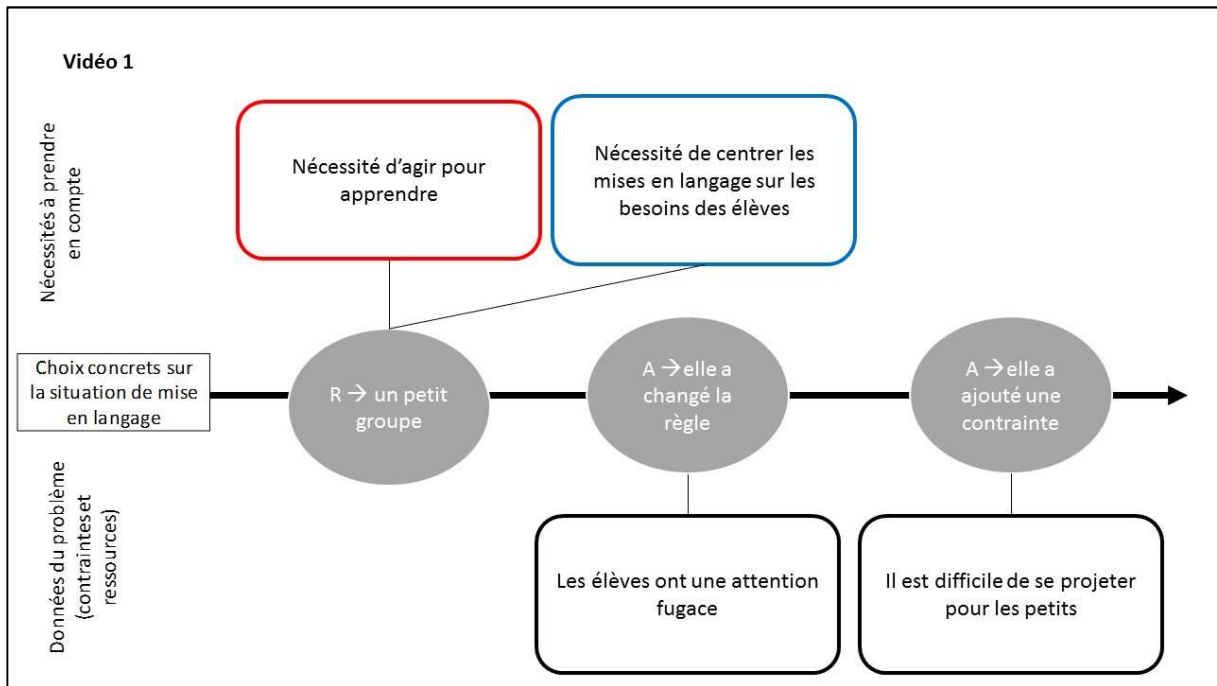 Vidéo 1
Nécessités à prendre
en compte
Nécessité d’agir pour
apprendre
Nécessité de centrer les
mises en langage sur les
besoins des élèves
Choix concrets sur
la situation de mise
en langage
R → un petit
groupe
A → elle a
changé la
règle
A → elle a
ajouté une
contrainte
Données du problème
(contraintes et
ressources)
Les élèves ont une attention
fugace
Il est difficile de se projeter
pour les petits